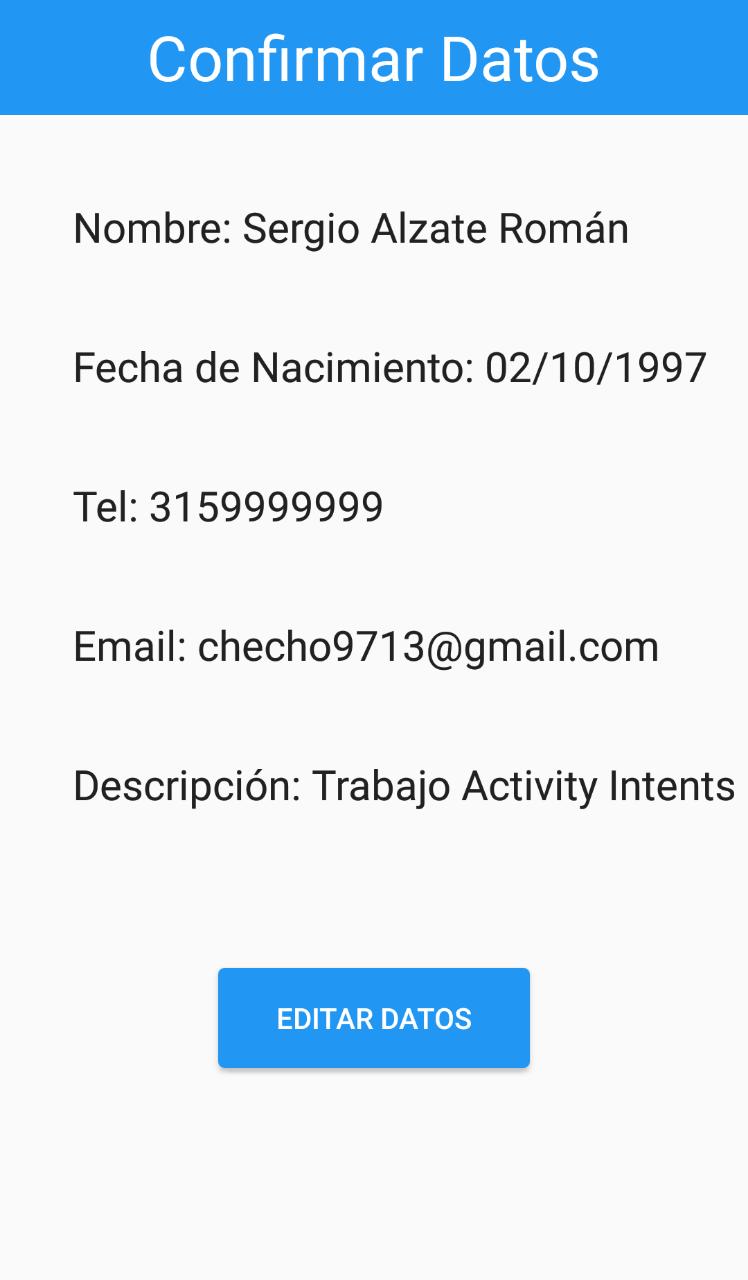 Confirmar Datos
Nombre: Sergio Alzate Román
Fecha de Nacimiento: 02/10/1997
Tel: 3159999999
Email: checho9713@gmail.com
Descripción: Trabajo Activity Intents
EDITAR DATOS